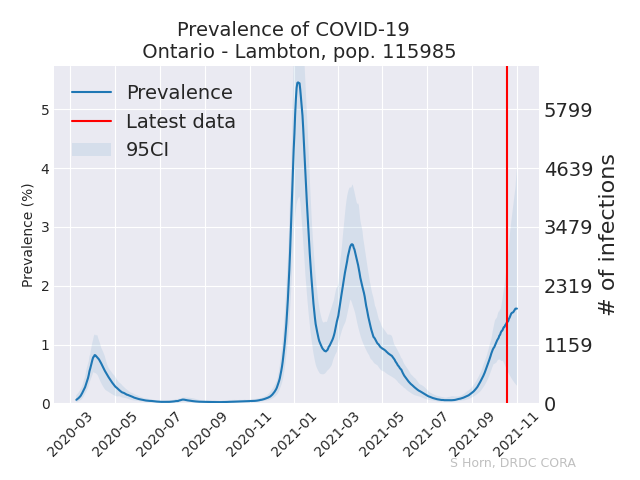 Prevalence of COVID-19
Ontario - Lambton, pop. 115985
Prevalence
Latest data
95CI
Prevalence (%)
5
4
3
2
1
0
5799
4639
3479
2319
1159
0
# of infections
2020-03
2020-05
2020-07
2020-09
2020-11
2021-01
2021-03
2021-05
2021-07
2021-09
2021-11
S Horn, DRDC CORA